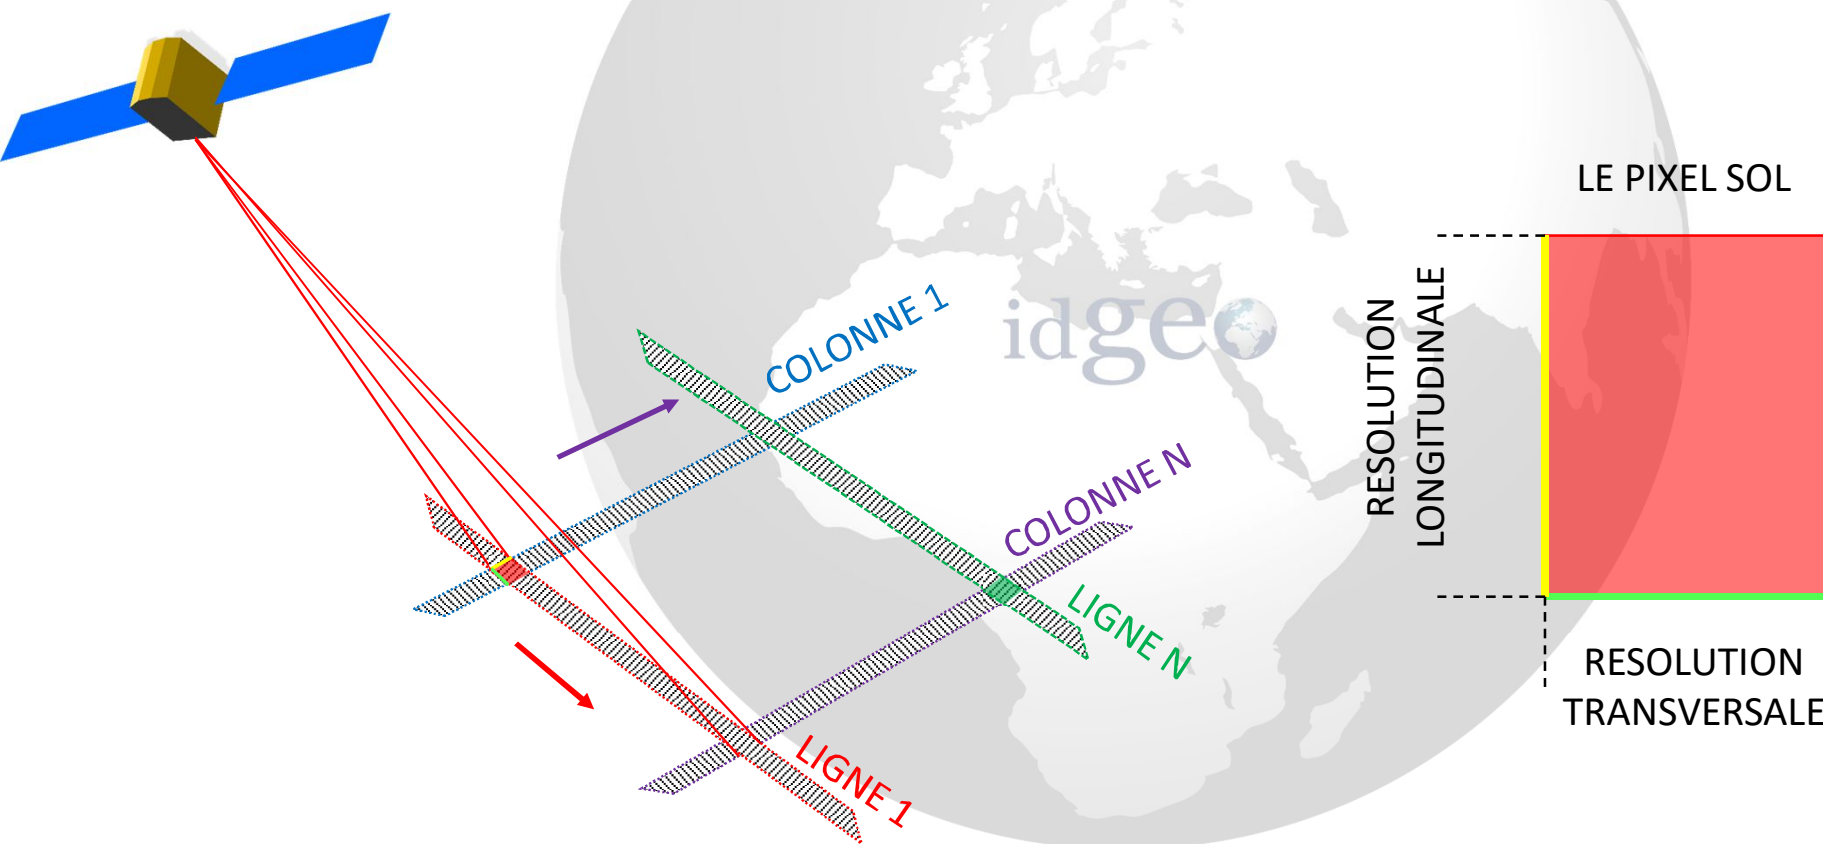 LE PIXEL SOL
RESOLUTION
LONGITUDINALE
COLONNE 1
idgeo
COLONNE N
LIGNE N
RESOLUTION
TRANSVERSALE
LIGNE 1